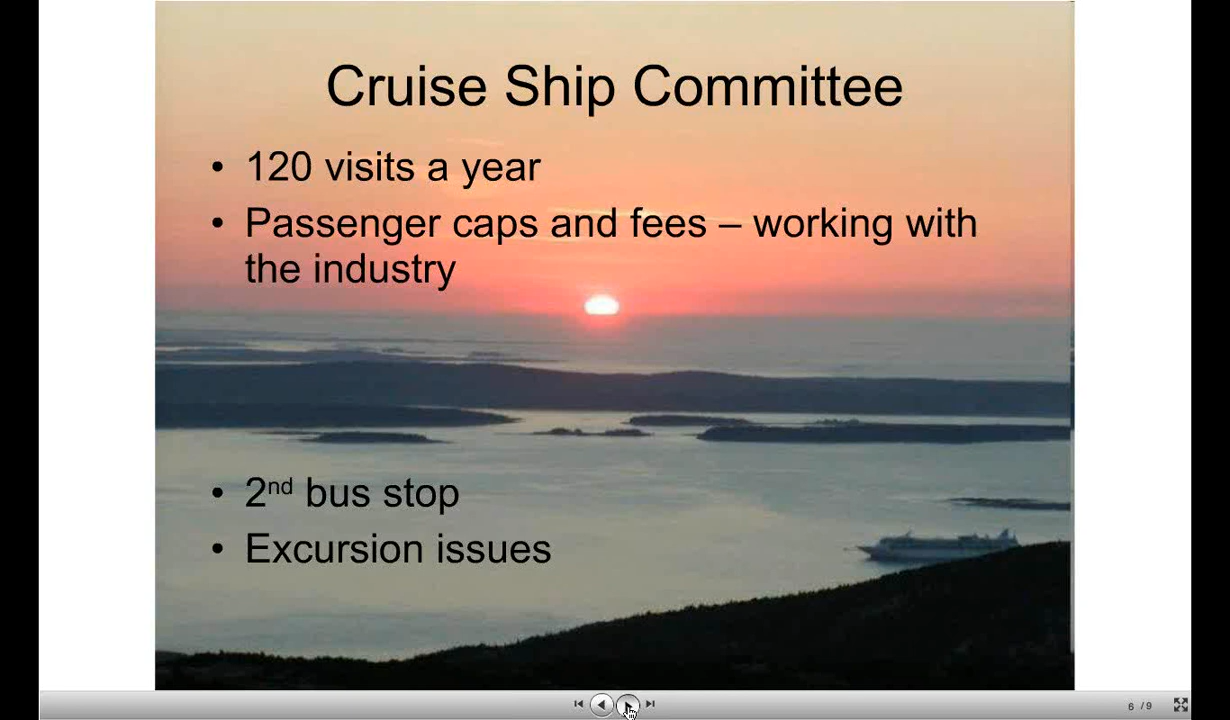 Cruise Ship Committee
• 120 visits a year
• Passenger caps and fees – working with
the industry
• 2nd bus stop
• Excursion issues
6 / 9